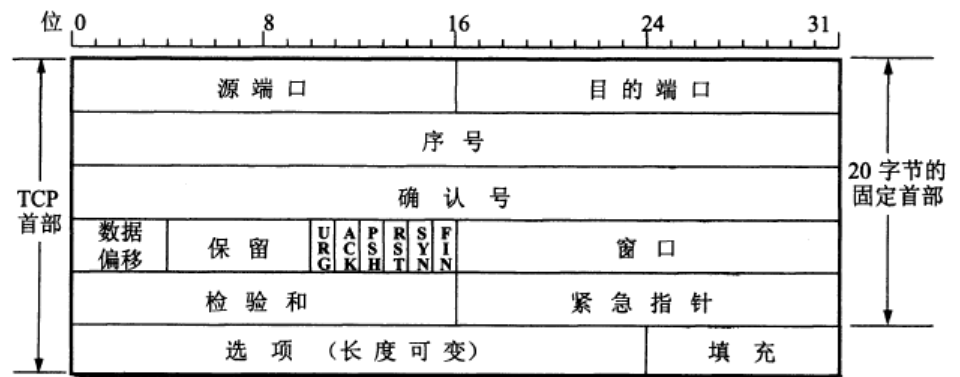 位 0 8 16 24 31
源端口 目的端口
序号
确认号
TCP
首部
20 字节的
固定首部
数据
偏移
保留
URG
ACK
PSH
RST
SYN
FIN
窗口
检验和 紧急指针
选项（长度可变） 填充